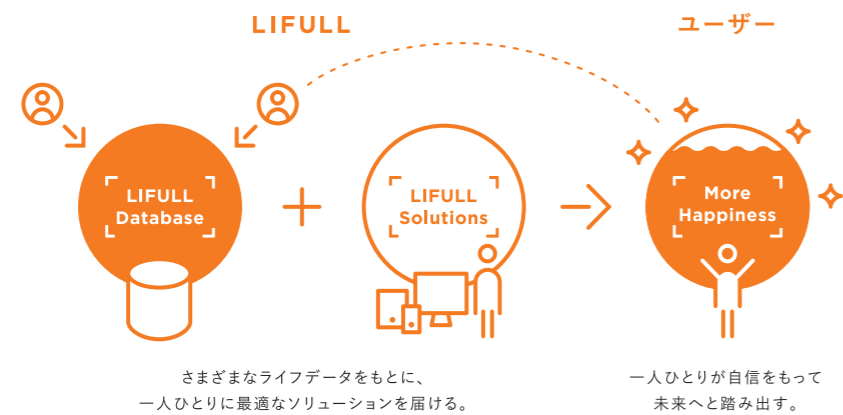 LIFULL
ユーザー
LIFULL
Database
LIFULL
Solutions
More
Happiness
さまざまなライフデータをもとに、
一人ひとりに最適なソリューションを届ける。
一人ひとりが自信をもって
未来へと踏み出す。